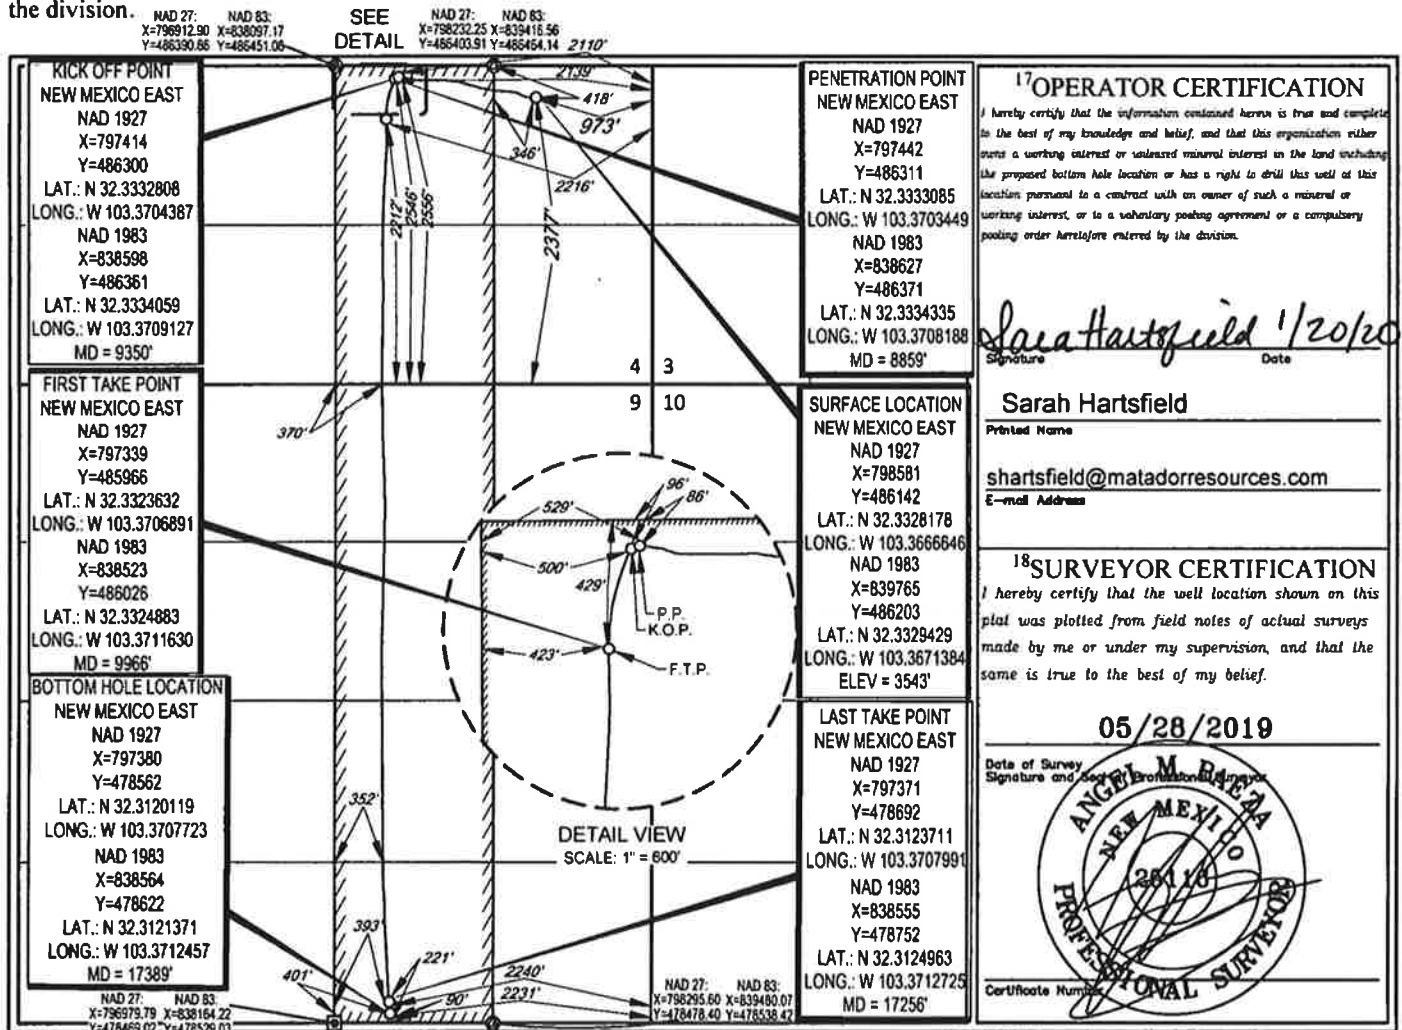 the division.
NAD 27: NAD 83:
X=796912.90 X=838097.17
Y=486390.66 Y=486451.06
SEE
DETAIL
NAD 27: NAD 83:
X=798232.25 X=839416.56
Y=486403.91 Y=486464.14
2110'
2139'
418'
973'
346'
2216'
2212'
2546'
2556'
2377'
KICK OFF POINT
NEW MEXICO EAST
NAD 1927
X=797414
Y=486300
LAT.: N 32.3332808
LONG.: W 103.3704387
NAD 1983
X=838598
Y=486361
LAT.: N 32.3334059
LONG.: W 103.3709127
MD = 9350'
FIRST TAKE POINT
NEW MEXICO EAST
NAD 1927
X=797339
Y=485966
LAT.: N 32.3323632
LONG.: W 103.3706891
NAD 1983
X=838523
Y=486026
LAT.: N 32.3324883
LONG.: W 103.3711630
MD = 9966'
BOTTOM HOLE LOCATION
NEW MEXICO EAST
NAD 1927
X=797380
Y=478562
LAT.: N 32.3120119
LONG.: W 103.3707723
NAD 1983
X=838564
Y=478622
LAT.: N 32.3121371
LONG.: W 103.3712457
MD = 17389'
4 3
9 10
370'
96'
86'
529'
500'
429'
P.P.
K.O.P.
423'
F.T.P.
DETAIL VIEW
SCALE: 1" = 600'
352'
393'
401'
221'
90'
2240'
2231'
NAD 27: NAD 83:
X=796979.79 X=838164.22
Y=478469.02 Y=478529.03
NAD 27: NAD 83:
X=798295.60 X=839480.07
Y=478478.40 Y=478538.42
PENETRATION POINT
NEW MEXICO EAST
NAD 1927
X=797442
Y=486311
LAT.: N 32.3333085
LONG.: W 103.3703449
NAD 1983
X=838627
Y=486371
LAT.: N 32.3334335
LONG.: W 103.3708188
MD = 8859'
SURFACE LOCATION
NEW MEXICO EAST
NAD 1927
X=798581
Y=486142
LAT.: N 32.3328178
LONG.: W 103.3666646
NAD 1983
X=839765
Y=486203
LAT.: N 32.3329429
LONG.: W 103.3671384
ELEV = 3543'
LAST TAKE POINT
NEW MEXICO EAST
NAD 1927
X=797371
Y=478692
LAT.: N 32.3123711
LONG.: W 103.3707991
NAD 1983
X=838555
Y=478752
LAT.: N 32.3124963
LONG.: W 103.3712725
MD = 17256'
17 OPERATOR CERTIFICATION
I hereby certify that the information contained herein is true and complete
to the best of my knowledge and belief, and that this organization either
owns a working interest or unleased mineral interest in the land including
the proposed bottom hole location or has a right to drill this well at this
location pursuant to a contract with an owner of such a mineral or
working interest, or to a voluntary pooling agreement or a compulsory
pooling order heretofore entered by the division.
Sara Hartsfield 1/20/20
Signature Date
Sarah Hartsfield
Printed Name
shartsfield@matadorresources.com
E-mail Address
18 SURVEYOR CERTIFICATION
I hereby certify that the well location shown on this
plat was plotted from field notes of actual surveys
made by me or under my supervision, and that the
same is true to the best of my belief.
05/28/2019
Date of Survey
Signature and Seal of Professional Surveyor
ANGEL M. BAEZA
NEW MEXICO
25116
PROFESSIONAL SURVEYOR
Certificate Number